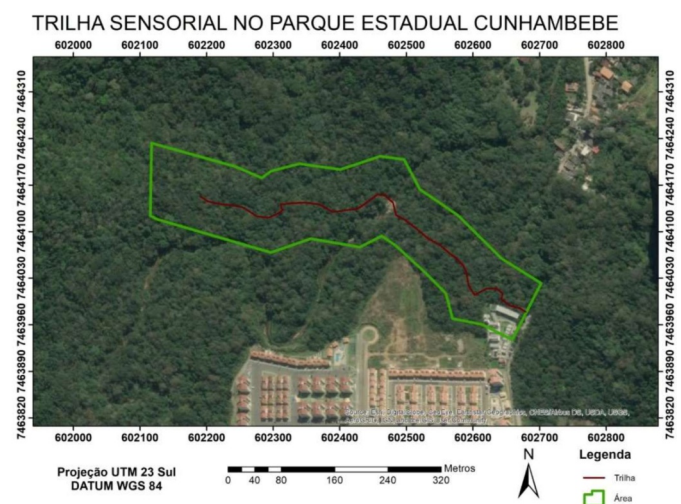 TRILHA SENSORIAL NO PARQUE ESTADUAL CUNHAMBEBE
602000 602100 602200 602300 602400 602500 602600 602700 602800
7464310 7464310
7464240 7464240
7464170 7464170
7464100 7464100
7464030 7464030
7463960 7463960
7463890 7463890
7463820 7463820
602000 602100 602200 602300 602400 602500 602600 602700 602800
Projeção UTM 23 Sul
DATUM WGS 84
Metros
0 40 80 160 240 320
N
Legenda
Trilha
Área